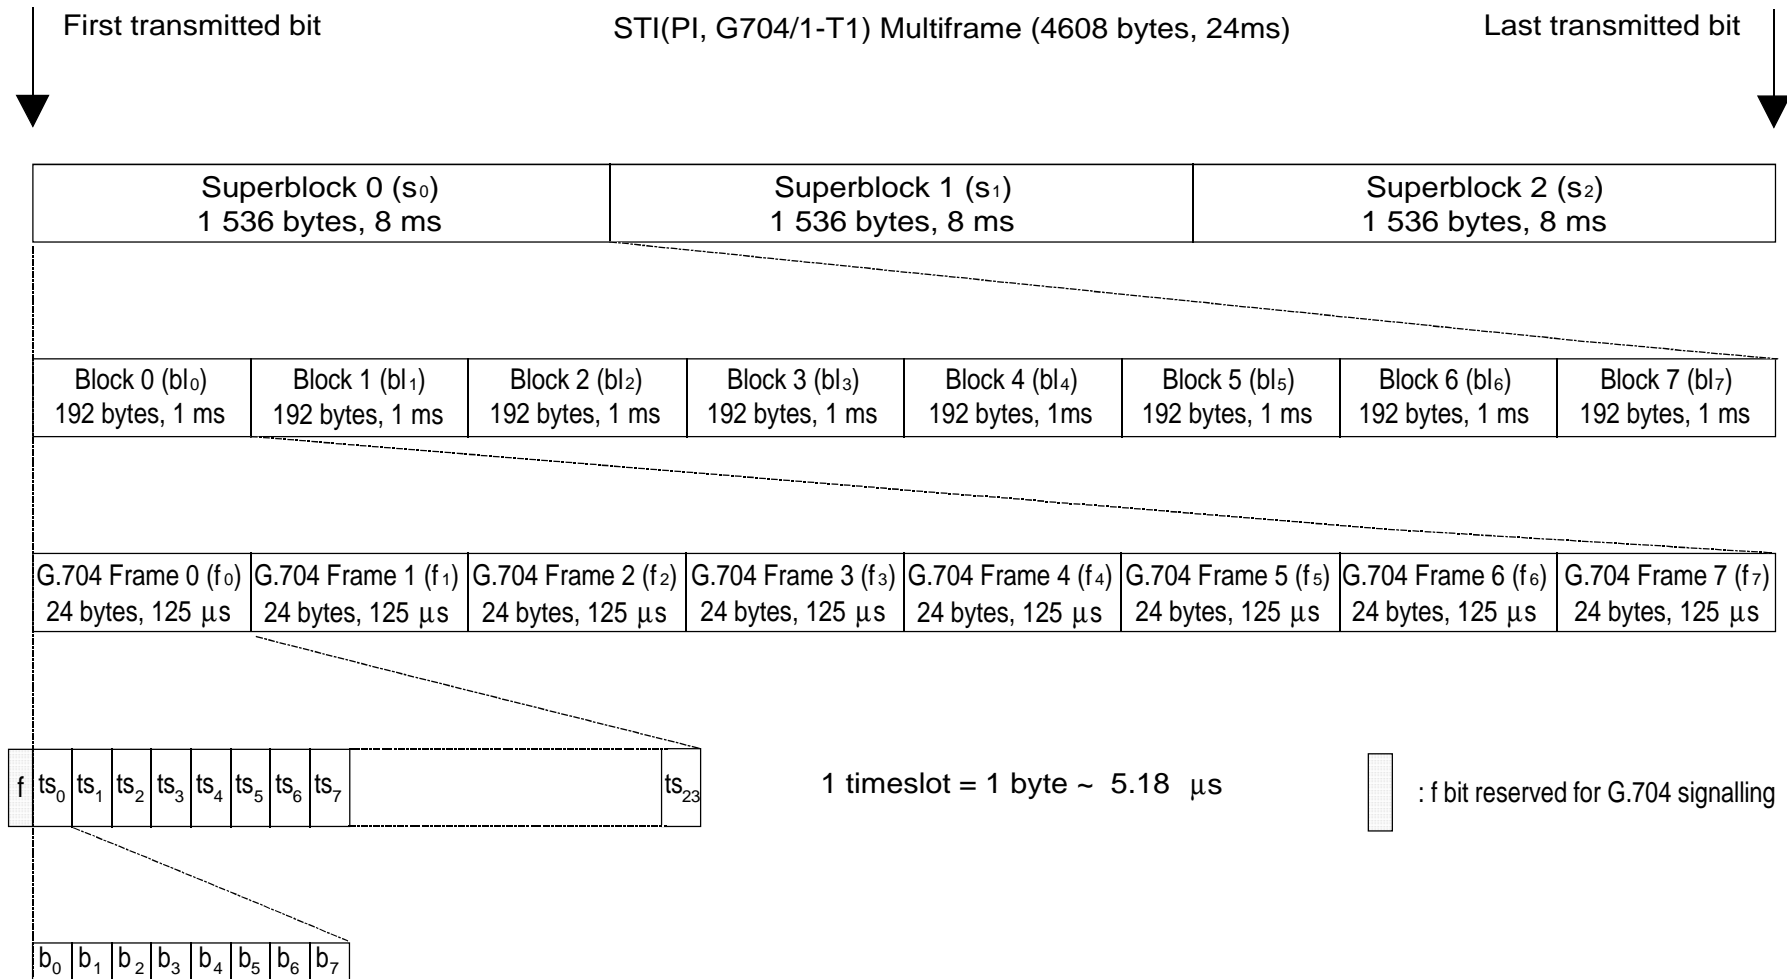 First transmitted bit
STI(PI, G704/1-T1) Multiframe (4608 bytes, 24ms)
Last transmitted bit
Superblock 0 (s0)
1 536 bytes, 8 ms
Superblock 1 (s1)
1 536 bytes, 8 ms
Superblock 2 (s2)
1 536 bytes, 8 ms
Block 0 (bl0)
192 bytes, 1 ms
Block 1 (bl1)
192 bytes, 1 ms
Block 2 (bl2)
192 bytes, 1 ms
Block 3 (bl3)
192 bytes, 1 ms
Block 4 (bl4)
192 bytes, 1ms
Block 5 (bl5)
192 bytes, 1 ms
Block 6 (bl6)
192 bytes, 1 ms
Block 7 (bl7)
192 bytes, 1 ms
G.704 Frame 0 (f0)
24 bytes, 125 μs
G.704 Frame 1 (f1)
24 bytes, 125 μs
G.704 Frame 2 (f2)
24 bytes, 125 μs
G.704 Frame 3 (f3)
24 bytes, 125 μs
G.704 Frame 4 (f4)
24 bytes, 125 μs
G.704 Frame 5 (f5)
24 bytes, 125 μs
G.704 Frame 6 (f6)
24 bytes, 125 μs
G.704 Frame 7 (f7)
24 bytes, 125 μs
f ts0 ts1 ts2 ts3 ts4 ts5 ts6 ts7 ts23
1 timeslot = 1 byte ~ 5.18 μs
: f bit reserved for G.704 signalling
b0 b1 b2 b3 b4 b5 b6 b7